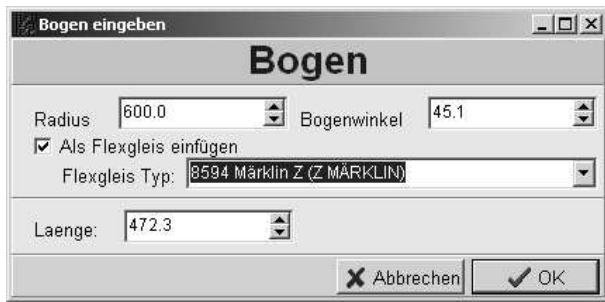 Bogen eingeben
Bogen
Radius 600.0 Bogenwinkel 45.1
Als Flexgleis einfügen
Flexgleis Typ: 8594 Märklin Z (Z MÄRKLIN)
Laenge: 472.3
Abbrechen OK